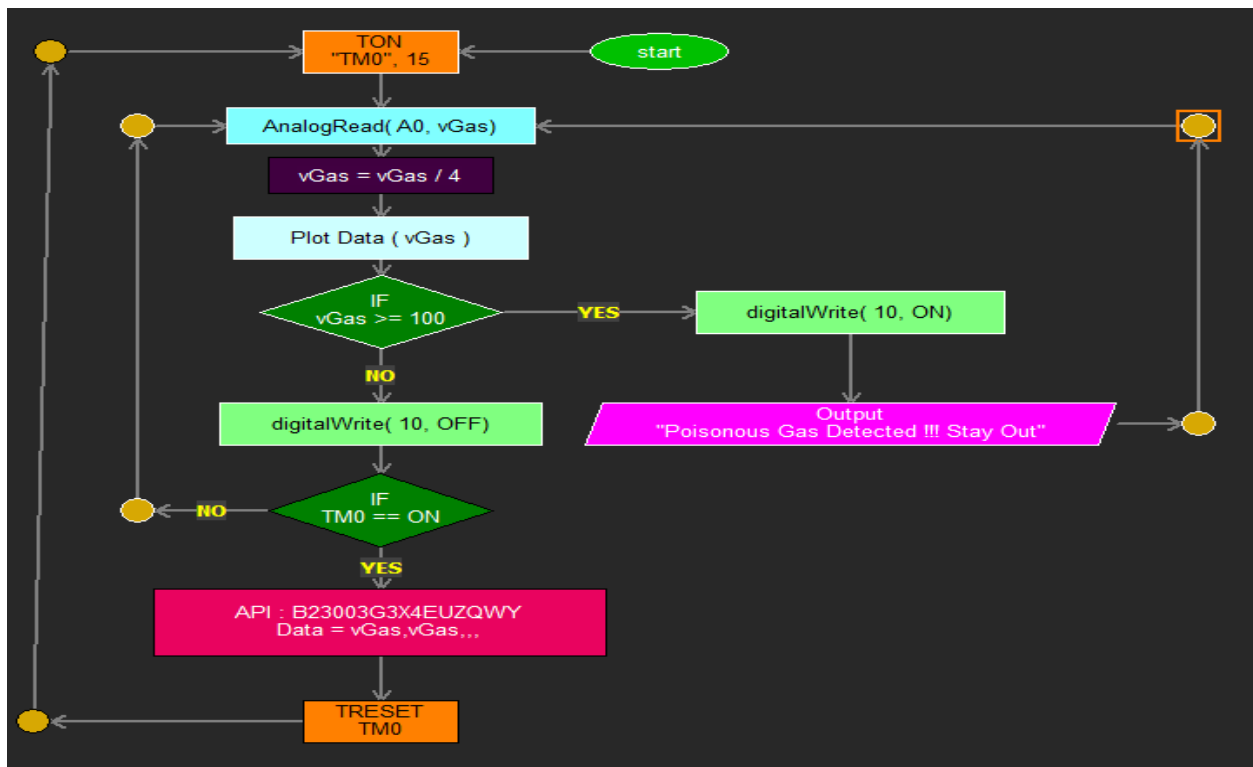 TON
"TM0", 15
start
AnalogRead( A0, vGas)
vGas = vGas / 4
Plot Data ( vGas )
IF
vGas >= 100
YES
digitalWrite( 10, ON)
NO
digitalWrite( 10, OFF)
Output
"Poisonous Gas Detected !!! Stay Out"
IF
TM0 == ON
NO
YES
API : B23003G3X4EUZQWY
Data = vGas,vGas,,,
TRESET
TM0